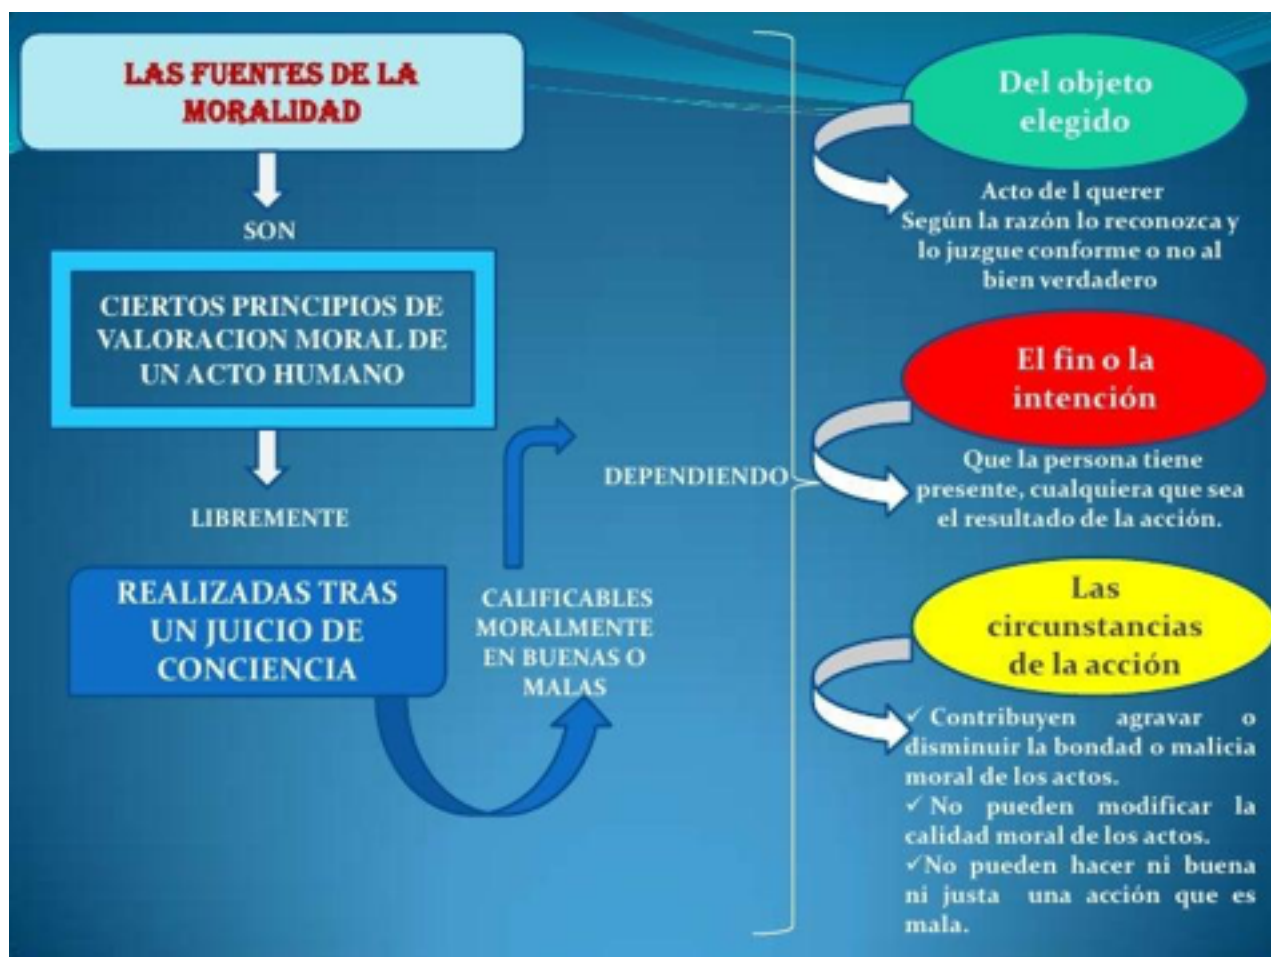 LAS FUENTES DE LA
MORALIDAD
SON
CIERTOS PRINCIPIOS DE
VALORACION MORAL DE
UN ACTO HUMANO
LIBREMENTE
REALIZADAS TRAS
UN JUICIO DE
CONCIENCIA
CALIFICABLES
MORALMENTE
EN BUENAS O
MALAS
DEPENDIENDO
Del objeto
elegido
Acto de l querer
Según la razón lo reconozca y
lo juzgue conforme o no al
bien verdadero
El fin o la
intención
Que la persona tiene
presente, cualquiera que sea
el resultado de la acción.
Las
circunstancias
de la acción
✓ Contribuyen agravar o
disminuir la bondad o malicia
moral de los actos.
✓ No pueden modificar la
calidad moral de los actos.
✓No pueden hacer ni buena
ni justa una acción que es
mala.